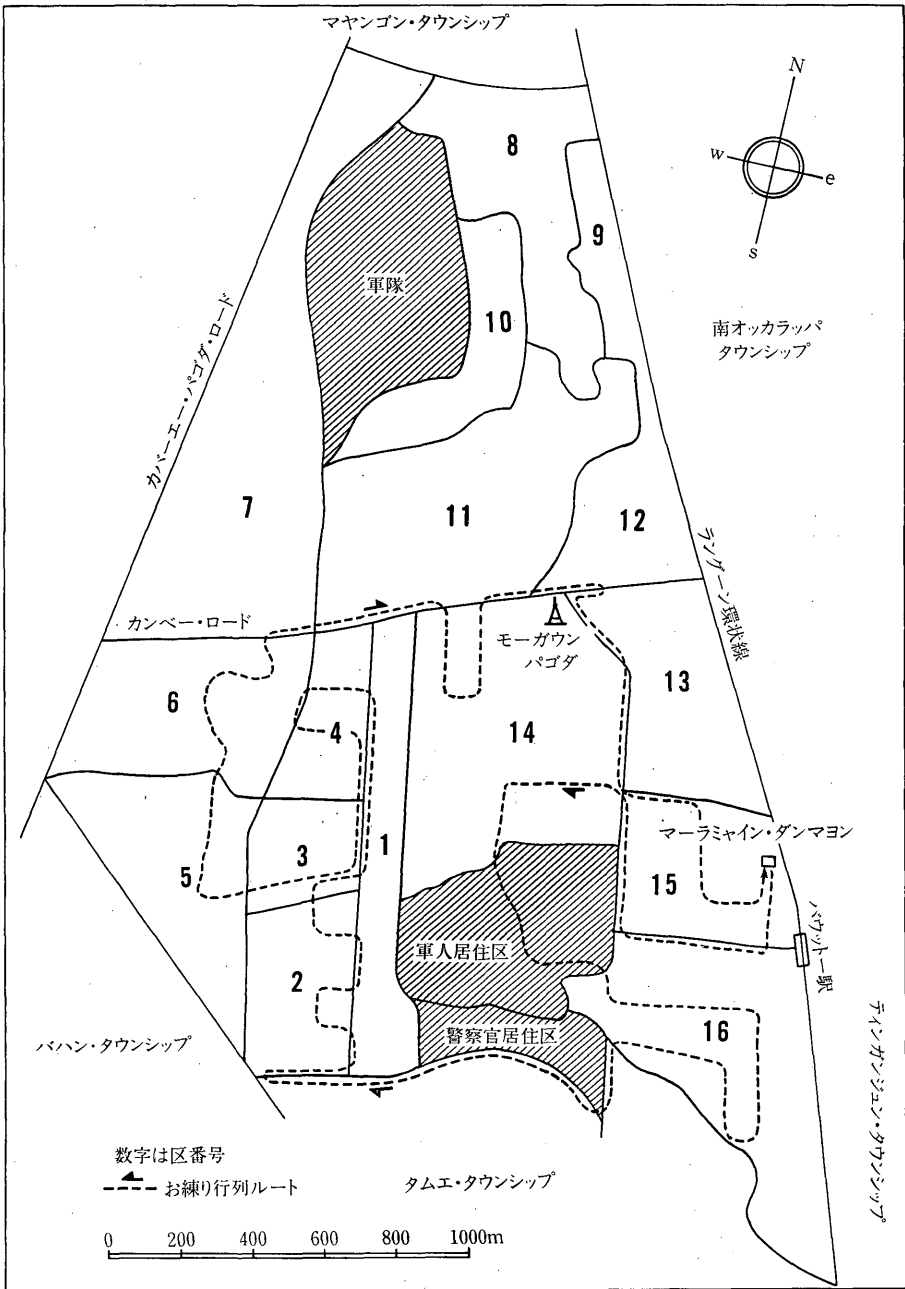 マヤンゴン・タウンシップ
N
w
e
s
8
9
軍隊
10
南オッカラッパ
タウンシップ
カバーエー・パゴダ・ロード
7
11
12
ラングーン環状線
カンベー・ロード
モーガウン
パゴダ
13
6
4
14
1
マーラミャイン・ダンマヨン
3
5
15
バウットー駅
軍人居住区
2
16
警察官居住区
バハン・タウンシップ
ティンガンジュン・タウンシップ
数字は区番号
お練り行列ルート
タムエ・タウンシップ
0 200 400 600 800 1000m